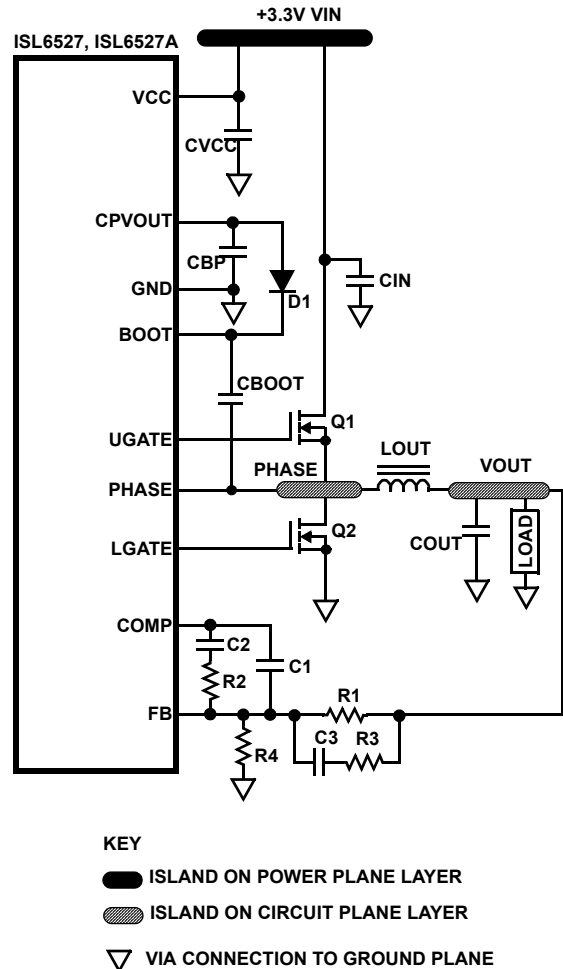 +3.3V VIN
ISL6527, ISL6527A
VCC
CVCC
CPVOUT
CBP
GND
D1
CIN
BOOT
CBOOT
Q1
UGATE
PHASE
LOUT
VOUT
PHASE
Q2
COUT
LOAD
LGATE
COMP
C2
C1
R2
R1
FB
C3
R3
R4
KEY
ISLAND ON POWER PLANE LAYER
ISLAND ON CIRCUIT PLANE LAYER
VIA CONNECTION TO GROUND PLANE